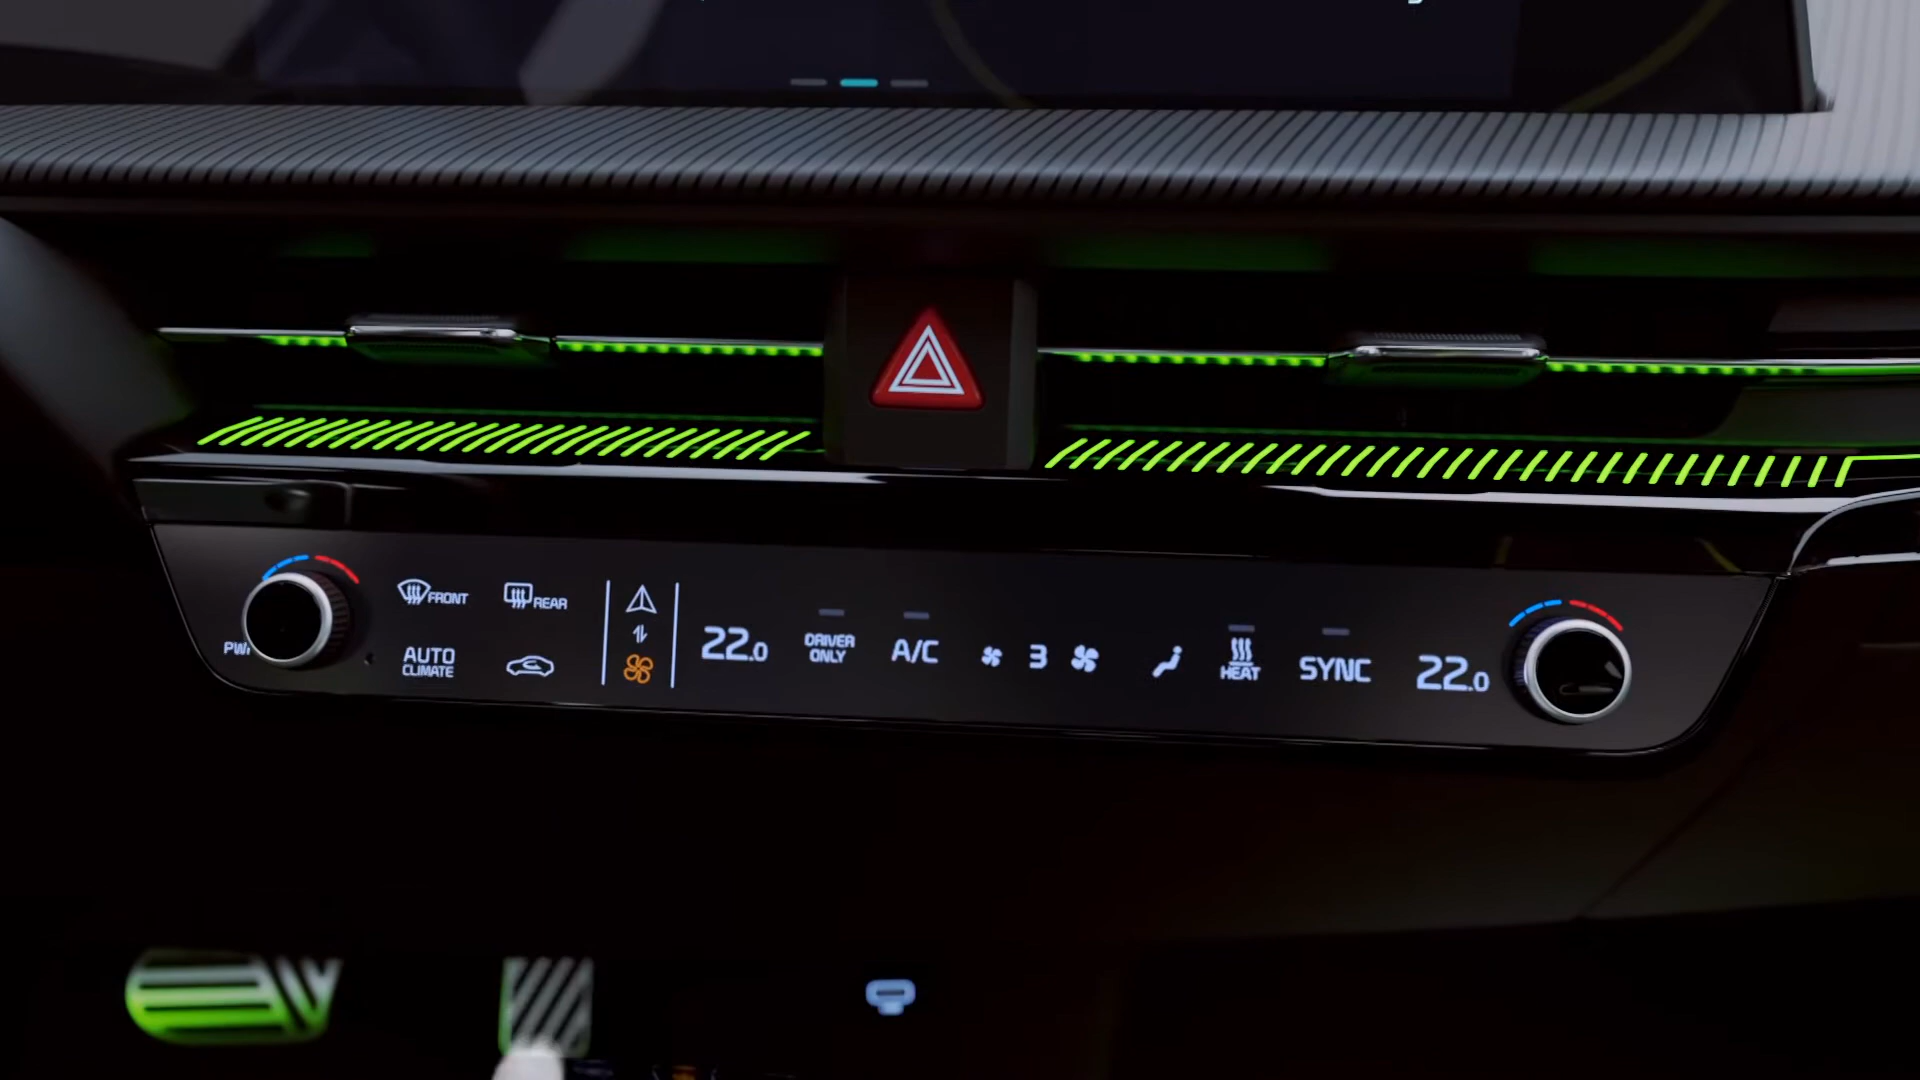 PWR
FRONT
REAR
AUTO
CLIMATE
22.0
DRIVER
ONLY
A/C
3
HEAT
SYNC
22.0